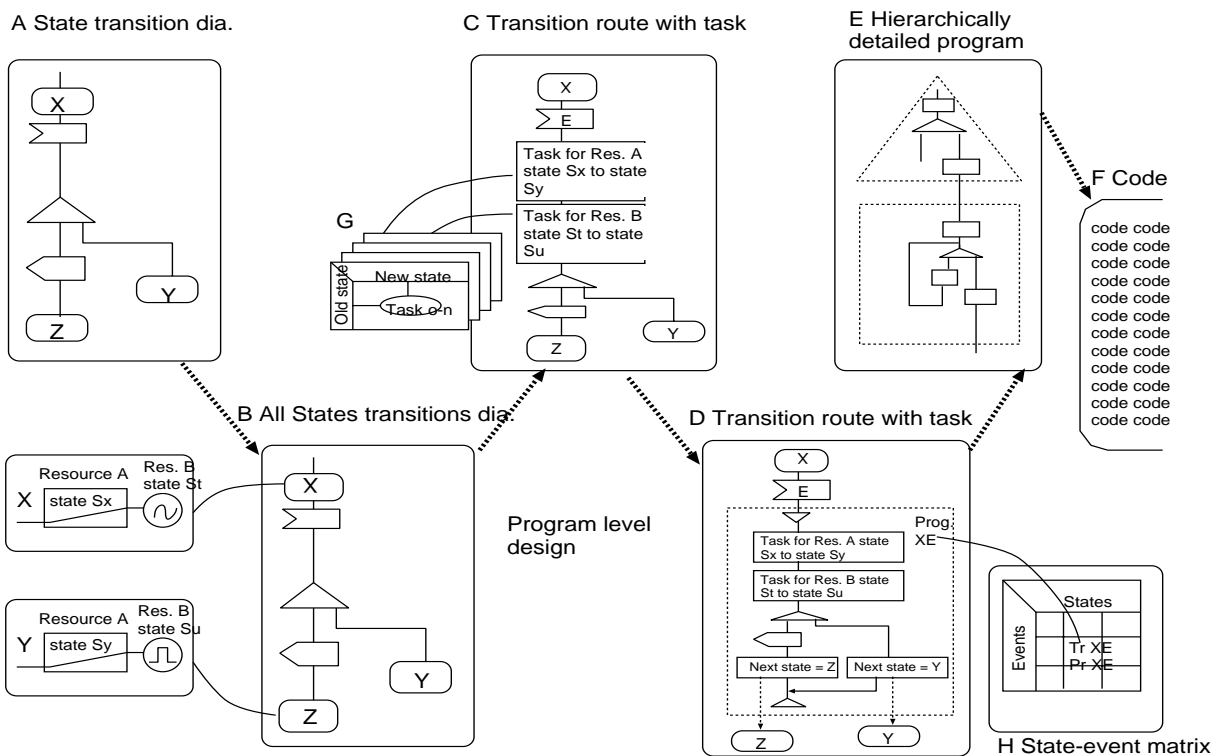 A State transition dia.
X
Y
Z
C Transition route with task
X
E
Task for Res. A
state Sx to state
Sy
Task for Res. B
state St to state
Su
G
New state
Old state
Task o-n
Y
Z
E Hierarchically
detailed program
F Code
code code
code code
code code
code code
code code
code code
code code
code code
code code
code code
code code
code code
B All States transitions dia.
Resource A
Res. B
state St
X
state Sx
Resource A
Res. B
state Su
Y
state Sy
X
Y
Z
Program level
design
D Transition route with task
X
E
Prog.
XE
Task for Res. A state
Sx to state Sy
Task for Res. B state
St to state Su
Next state = Z
Next state = Y
Z
Y
States
Events
Tr XE
Pr XE
H State-event matrix